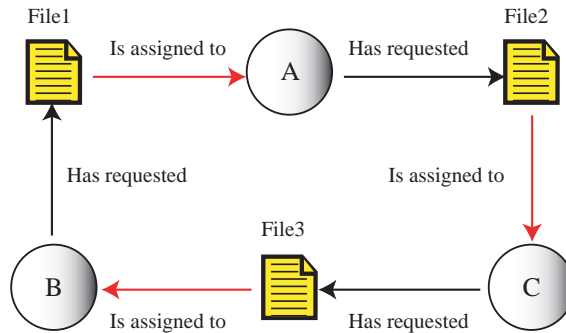 File1
Is assigned to
A
Has requested
File2
Has requested
Is assigned to
File3
B
Is assigned to
Has requested
C